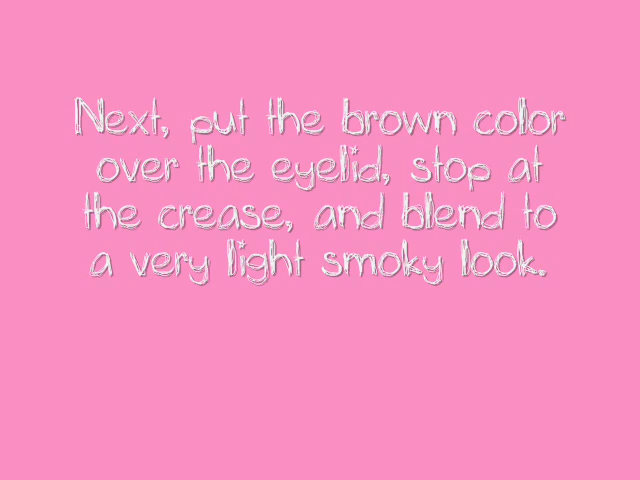 Next, put the brown color
over the eyelid, stop at
the crease, and blend to
a very light smoky look.